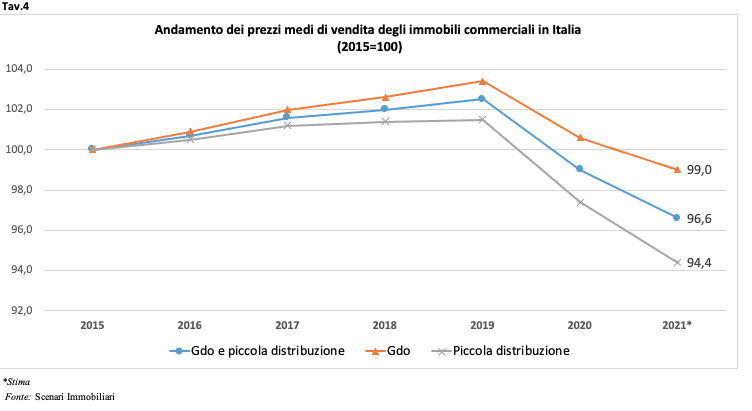 Tav.4
Andamento dei prezzi medi di vendita degli immobili commerciali in Italia
(2015=100)
104,0
102,0
100,0
98,0
96,0
94,0
92,0
99,0
96,6
94,4
2015 2016 2017 2018 2019 2020 2021*
Gdo e piccola distribuzione Gdo Piccola distribuzione
*Stima
Fonte: Scenari Immobiliari